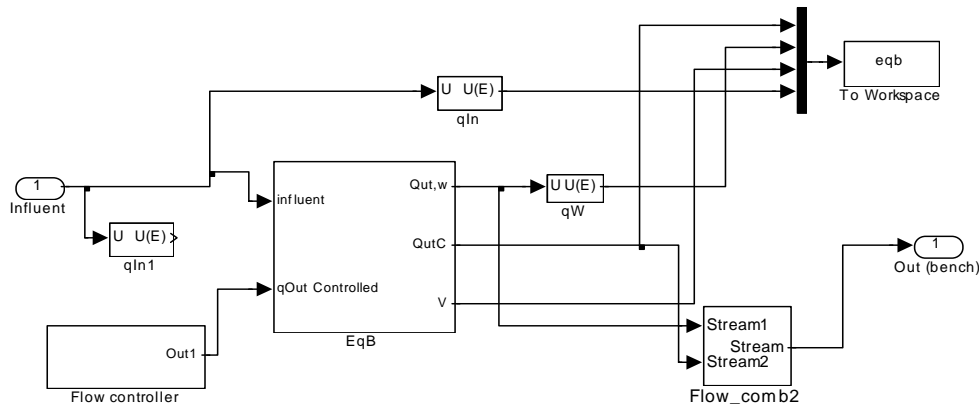 eqb
To Workspace
U U(E)
qIn
1
Influent
influent
Qut,w
U U(E)
qW
U U(E)
qIn1
QutC
1
Out (bench)
qOut Controlled
V
EqB
Out1
Flow controller
Stream1
Stream
Stream2
Flow_comb2